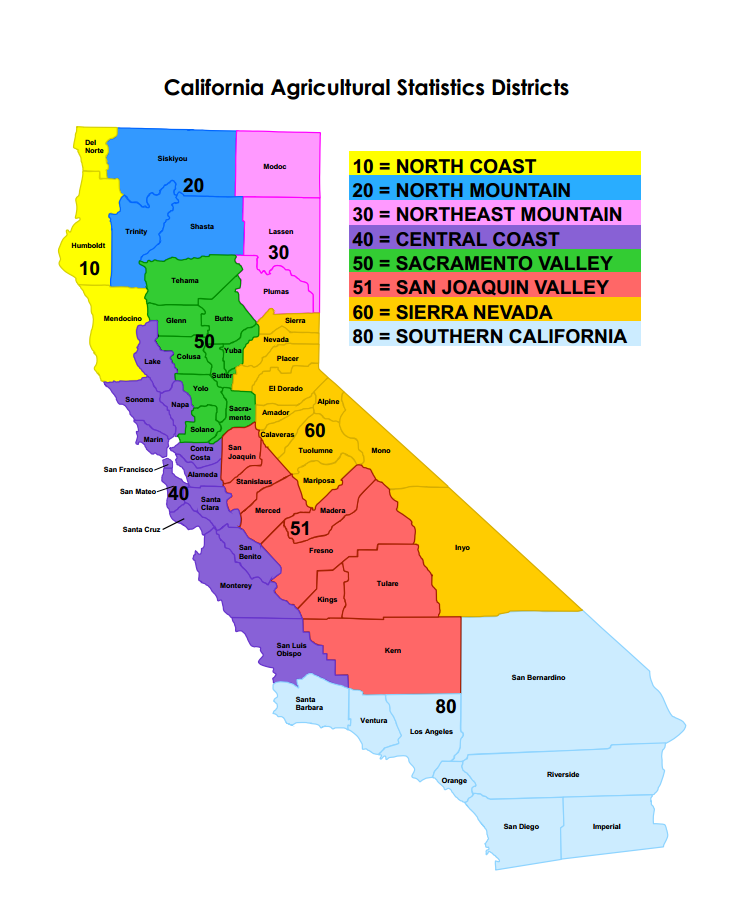 California Agricultural Statistics Districts
Del
Norte
Siskiyou
Modoc
10 = NORTH COAST
20 = NORTH MOUNTAIN
30 = NORTHEAST MOUNTAIN
40 = CENTRAL COAST
50 = SACRAMENTO VALLEY
51 = SAN JOAQUIN VALLEY
60 = SIERRA NEVADA
80 = SOUTHERN CALIFORNIA
20
Trinity
Shasta
Lassen
Humboldt
30
10
Tehama
Plumas
Mendocino
Glenn
Butte
Sierra
50
Nevada
Lake
Colusa
Yuba
Placer
Sutter
Yolo
El Dorado
Sonoma
Napa
Sacra-
mento
Amador
Alpine
Solano
Calaveras
60
Marin
Contra
Costa
San
Joaquin
Tuolumne
Mono
San Francisco
Alameda
Stanislaus
Mariposa
San Mateo
40
Santa
Clara
Merced
Madera
Santa Cruz
51
San
Benito
Fresno
Inyo
Monterey
Kings
Tulare
San Luis
Obispo
Kern
San Bernardino
Santa
Barbara
80
Ventura
Los Angeles
Orange
Riverside
San Diego
Imperial